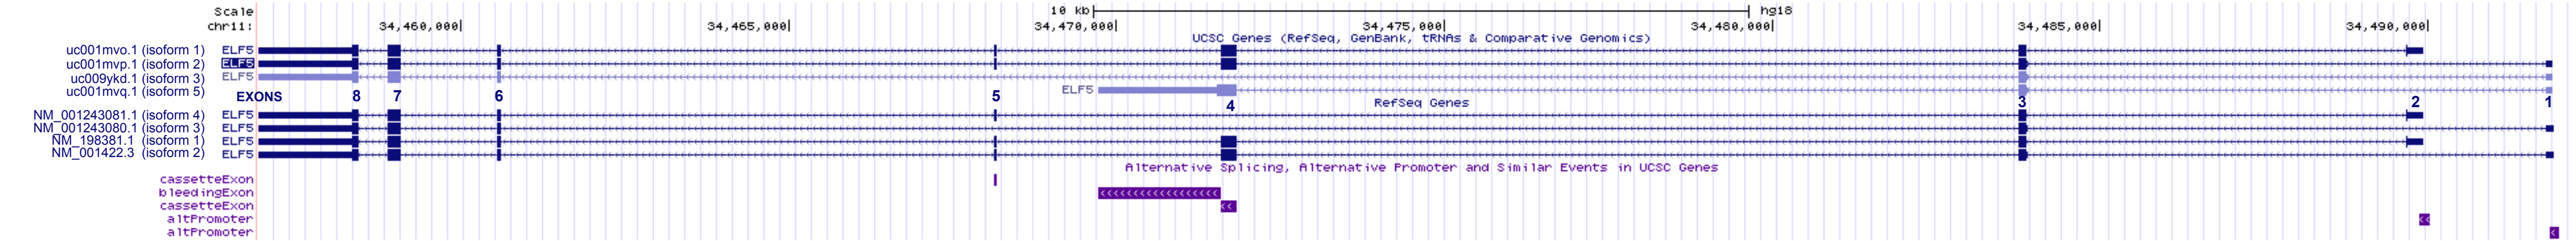 Scale 10 kb hg18
chr11: 34,460,000 34,465,000 34,470,000 34,475,000 34,480,000 34,485,000 34,490,000
UCSC Genes (RefSeq, GenBank, tRNAs & Comparative Genomics)
uc001mvo.1 (isoform 1) ELF5
uc001mvp.1 (isoform 2) ELF5
uc009ykd.1 (isoform 3) ELF5
uc001mvq.1 (isoform 5) ELF5
EXONS 8 7 6 5 4 3 2 1
RefSeq Genes
NM_001243081.1 (isoform 4) ELF5
NM_001243080.1 (isoform 3) ELF5
NM_198381.1 (isoform 1) ELF5
NM_001422.3 (isoform 2) ELF5
Alternative Splicing, Alternative Promoter and Similar Events in UCSC Genes
cassetteExon
bleedingExon
cassetteExon
altPromoter
altPromoter